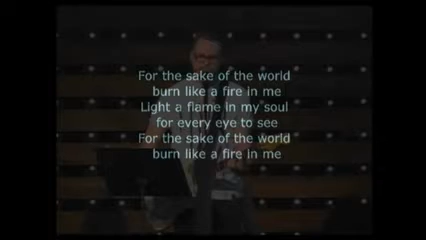 For the sake of the world
burn like a fire in me
Light a flame in my soul
for every eye to see
For the sake of the world
burn like a fire in me